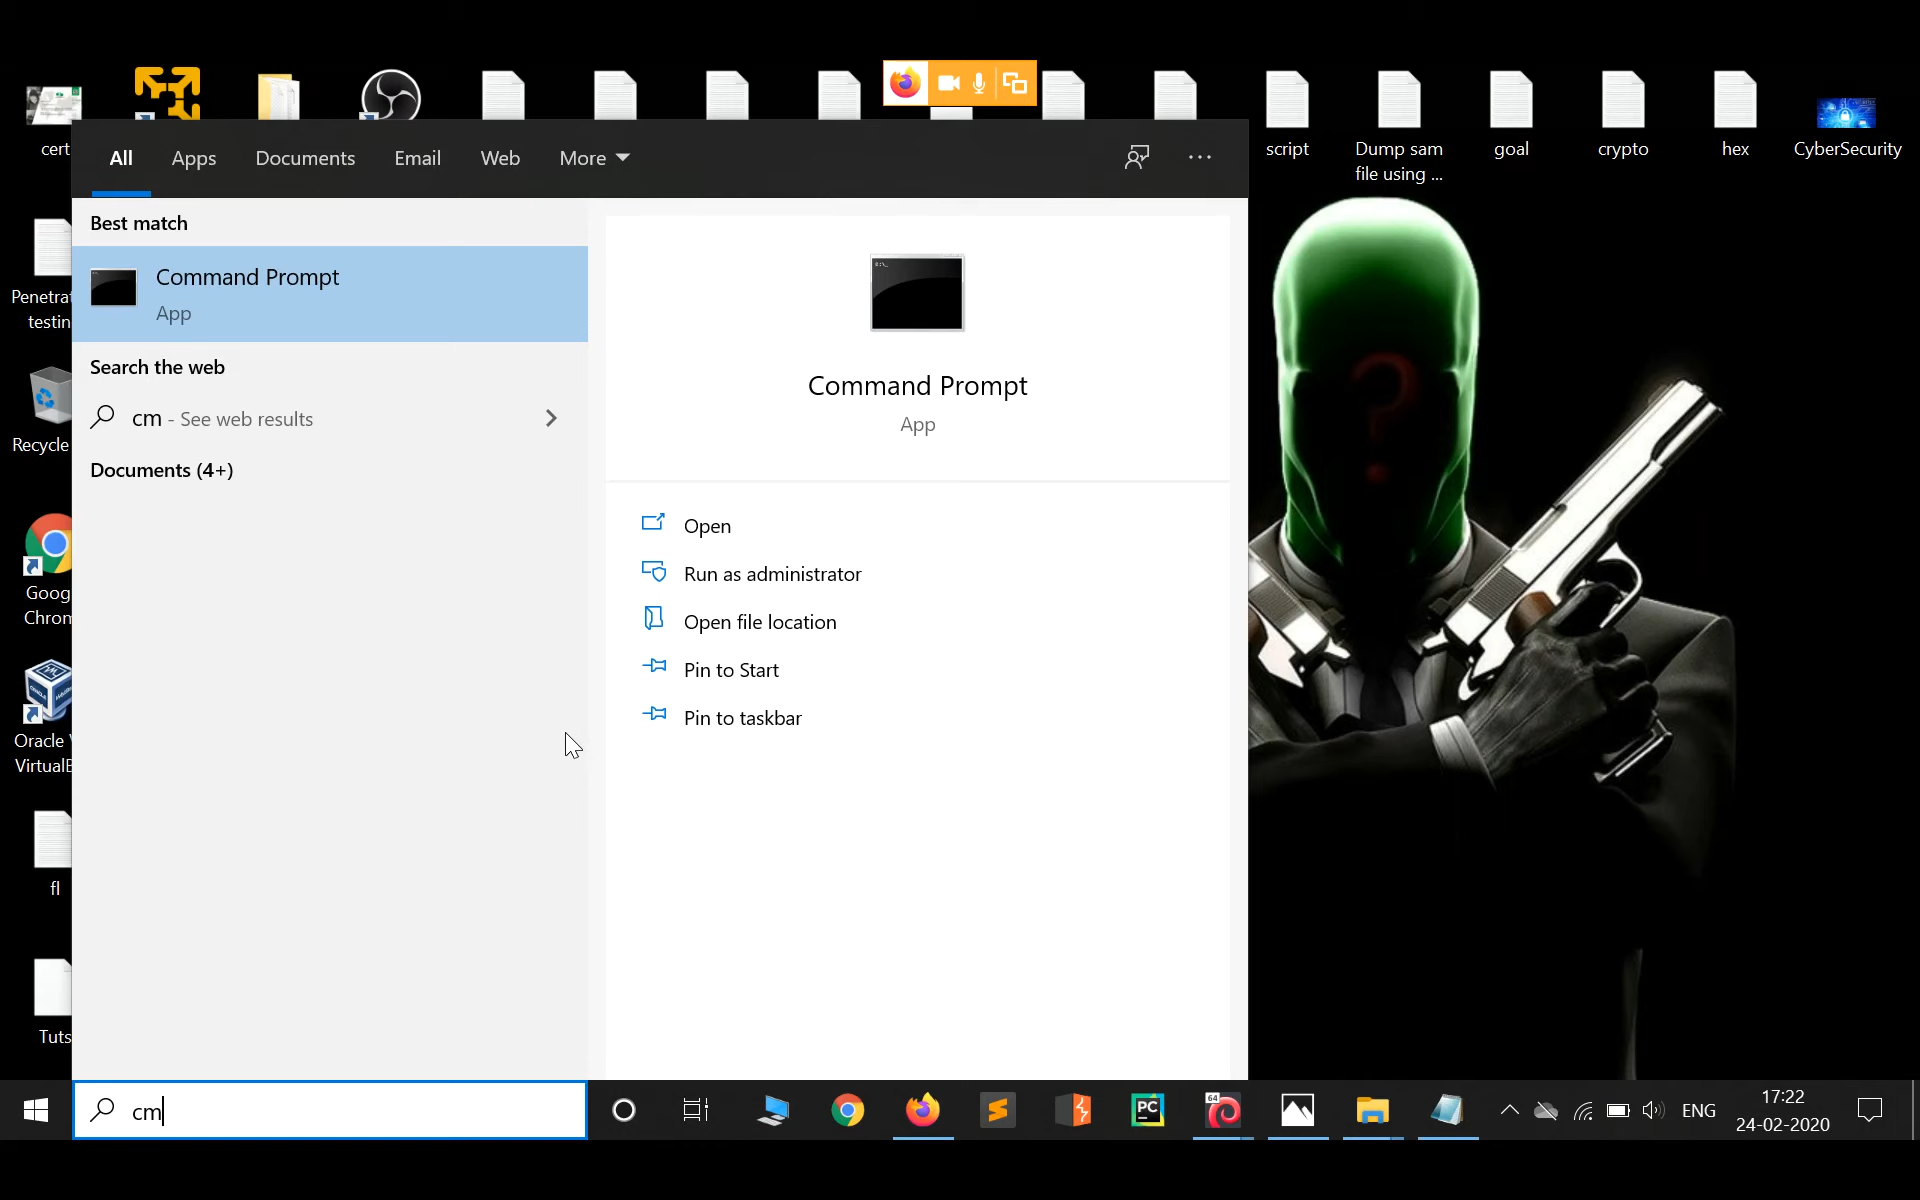 cert
script
Dump sam
file using ...
goal
crypto
hex
CyberSecurity
All
Apps
Documents
Email
Web
More
Best match
Command Prompt
App
Search the web
cm - See web results
Documents (4+)
Command Prompt
App
Open
Run as administrator
Open file location
Pin to Start
Pin to taskbar
Penetrat
testin
Recycle
Goog
Chrom
Oracle
VirtualB
fl
Tuts
?
cm
PC
64
ENG
17:22
24-02-2020